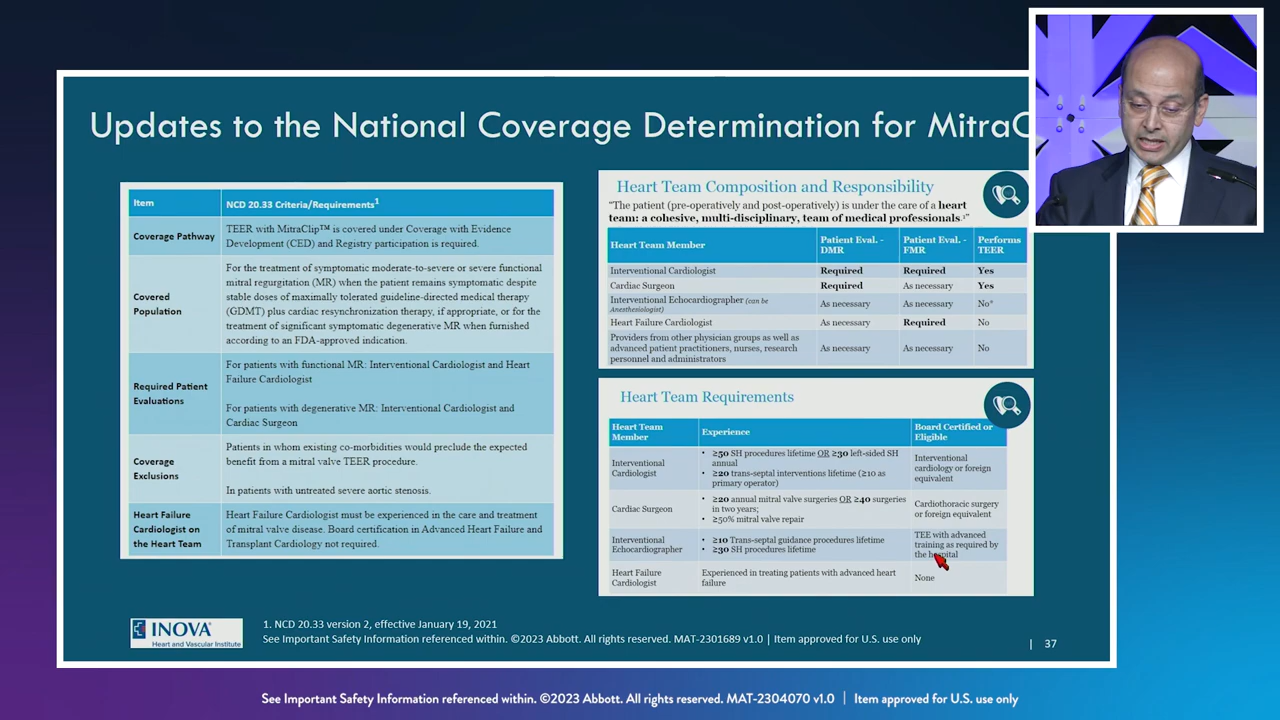 Updates to the National Coverage Determination for MitraC
Item
NCD 20.33 Criteria/Requirements1
Coverage Pathway
TEER with MitraClip™ is covered under Coverage with Evidence
Development (CED) and Registry participation is required.
Covered
Population
For the treatment of symptomatic moderate-to-severe or severe functional
mitral regurgitation (MR) when the patient remains symptomatic despite
stable doses of maximally tolerated guideline-directed medical therapy
(GDMT) plus cardiac resynchronization therapy, if appropriate, or for the
treatment of significant symptomatic degenerative MR when furnished
according to an FDA-approved indication.
Required Patient
Evaluations
For patients with functional MR: Interventional Cardiologist and Heart
Failure Cardiologist
For patients with degenerative MR: Interventional Cardiologist and
Cardiac Surgeon
Coverage
Exclusions
Patients in whom existing co-morbidities would preclude the expected
benefit from a mitral valve TEER procedure.
In patients with untreated severe aortic stenosis.
Heart Failure
Cardiologist on
the Heart Team
Heart Failure Cardiologist must be experienced in the care and treatment
of mitral valve disease. Board certification in Advanced Heart Failure and
Transplant Cardiology not required.
Heart Team Composition and Responsibility
“The patient (pre-operatively and post-operatively) is under the care of a heart
team: a cohesive, multi-disciplinary, team of medical professionals.1”
Heart Team Member
Patient Eval. -
DMR
Patient Eval. -
FMR
Performs
TEER
Interventional Cardiologist
Required
Required
Yes
Cardiac Surgeon
Required
As necessary
Yes
Interventional Echocardiographer (can be
Anesthesiologist)
As necessary
As necessary
No*
Heart Failure Cardiologist
As necessary
Required
No
Providers from other physician groups as well as
advanced patient practitioners, nurses, research
personnel and administrators
As necessary
As necessary
No
Heart Team Requirements
Heart Team
Member
Experience
Board Certified or
Eligible
Interventional
Cardiologist
• ≥50 SH procedures lifetime OR ≥30 left-sided SH
annual
• ≥20 trans-septal interventions lifetime (≥10 as
primary operator)
Interventional
cardiology or foreign
equivalent
Cardiac Surgeon
• ≥20 annual mitral valve surgeries OR ≥40 surgeries
in two years;
• ≥50% mitral valve repair
Cardiothoracic surgery
or foreign equivalent
Interventional
Echocardiographer
• ≥10 Trans-septal guidance procedures lifetime
• ≥30 SH procedures lifetime
TEE with advanced
training as required by
the hospital
Heart Failure
Cardiologist
Experienced in treating patients with advanced heart
failure
None
INOVA®
Heart and Vascular Institute
1. NCD 20.33 version 2, effective January 19, 2021
See Important Safety Information referenced within. ©2023 Abbott. All rights reserved. MAT-2301689 v1.0 | Item approved for U.S. use only
| 37
See Important Safety Information referenced within. ©2023 Abbott. All rights reserved. MAT-2304070 v1.0 | Item approved for U.S. use only